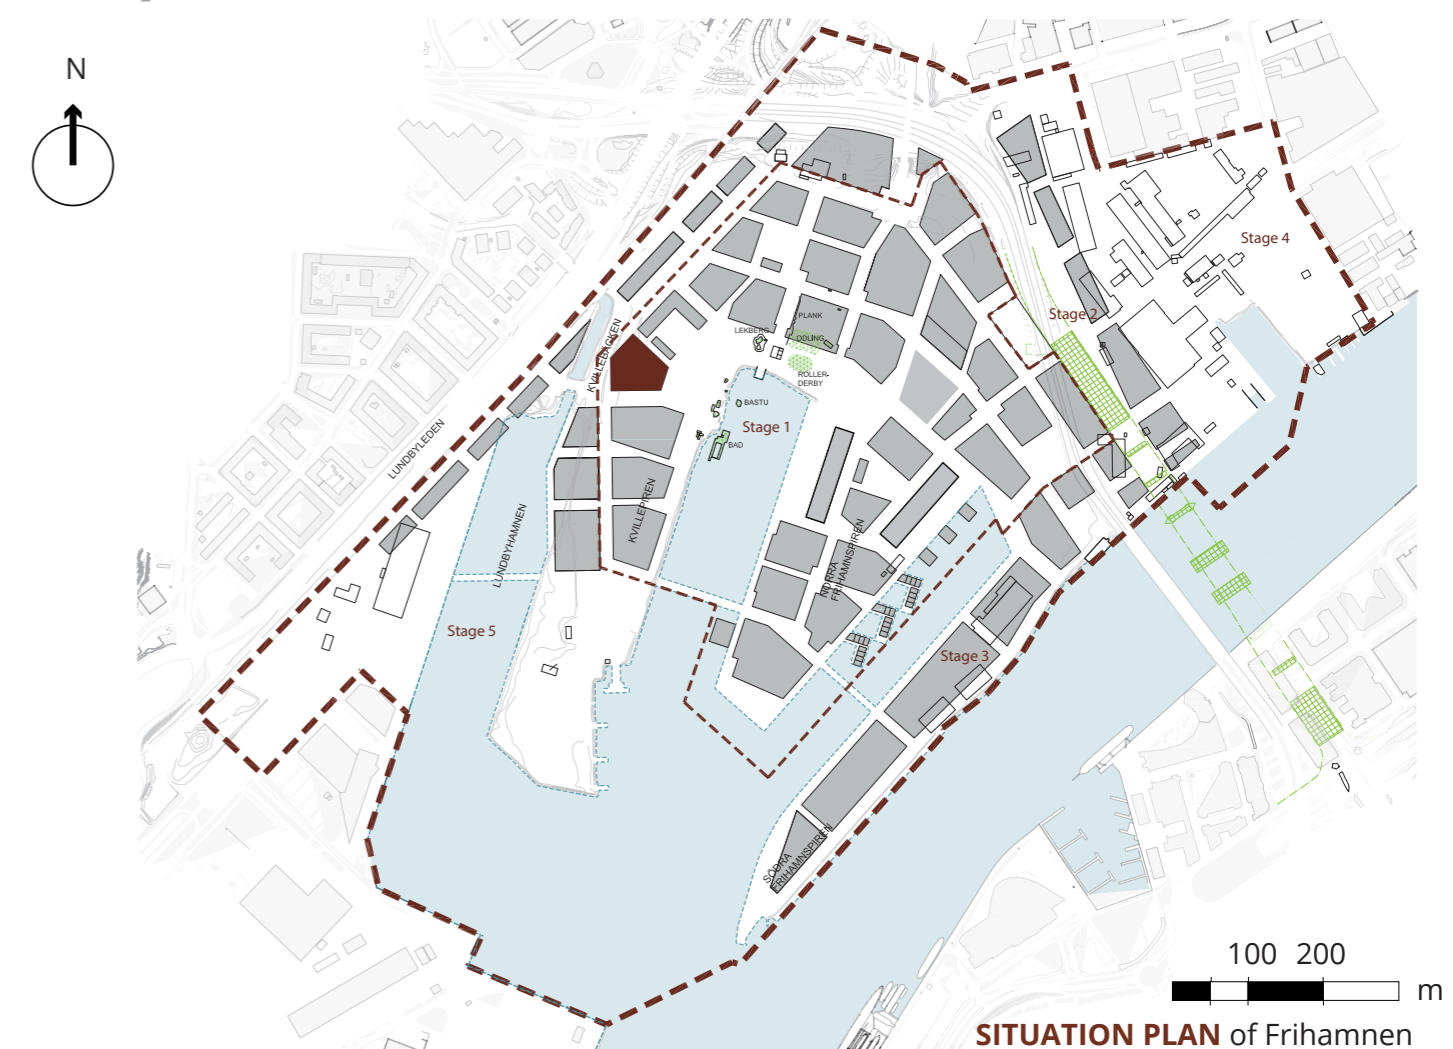 N
Stage 4
Stage 2
PLANK
LEKBERG
ODLING
ROLLER-
DERBY
KVILLEBÄCKEN
BASTU
Stage 1
BAD
LUNDBYLEDEN
LUNDBYHAMNEN
KVILLEPIREN
NORRA
FRIHAMNSPIREN
Stage 5
Stage 3
SÖDRA
FRIHAMNSPIREN
100 200
m
SITUATION PLAN of Frihamnen